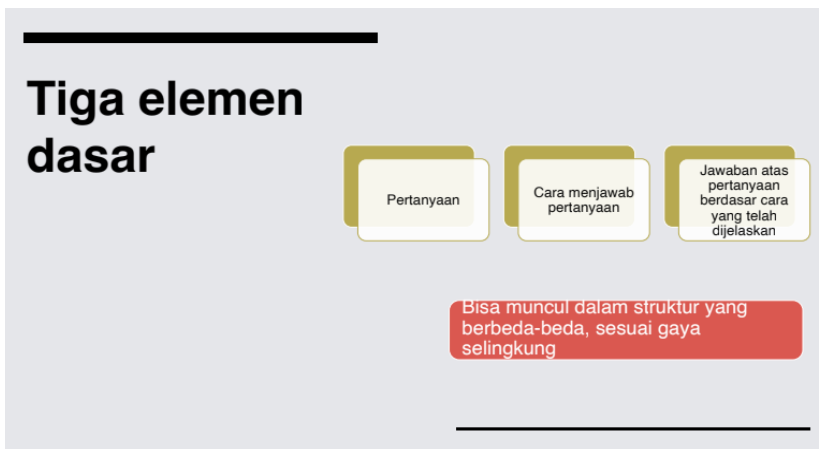 Tiga elemen
dasar
Pertanyaan
Cara menjawab
pertanyaan
Jawaban atas
pertanyaan
berdasar cara
yang telah
dijelaskan
Bisa muncul dalam struktur yang
berbeda-beda, sesuai gaya
selingkung